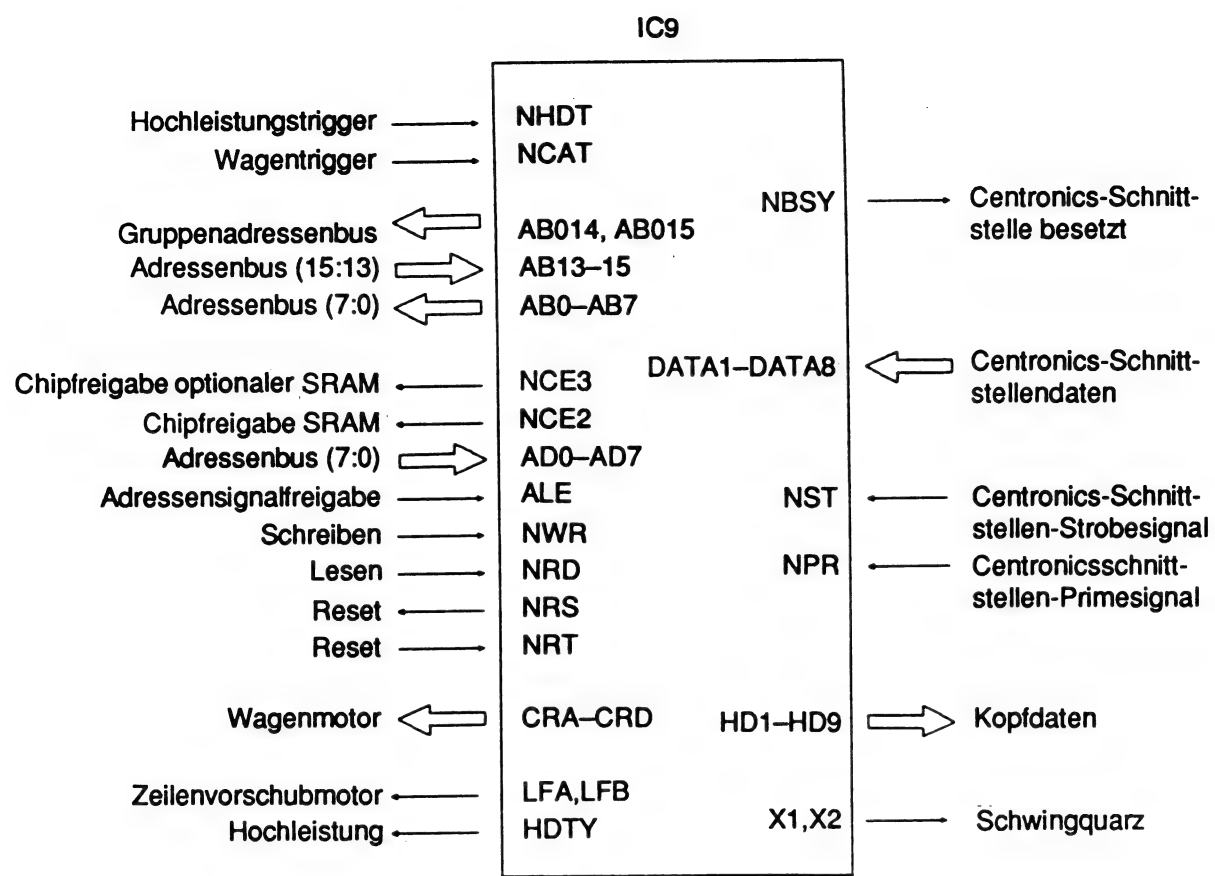 IC9
Hochleistungstrigger NHDT
Wagentrigger NCAT
NBSY Centronics-Schnitt-
stelle besetzt
Gruppenadressenbus AB014, AB015
Adressenbus (15:13) AB13–15
Adressenbus (7:0) AB0–AB7
DATA1–DATA8 Centronics-Schnitt-
stellendaten
Chipfreigabe optionaler SRAM NCE3
Chipfreigabe SRAM NCE2
Adressenbus (7:0) AD0–AD7
Adressensignalfreigabe ALE
NST Centronics-Schnitt-
stellen-Strobesignal
Schreiben NWR
Lesen NRD
NPR Centronicsschnitt-
stellen-Primesignal
Reset NRS
Reset NRT
Wagenmotor CRA–CRD
HD1–HD9 Kopfdaten
Zeilenvorschubmotor LFA,LFB
Hochleistung HDTY
X1,X2 Schwingquarz